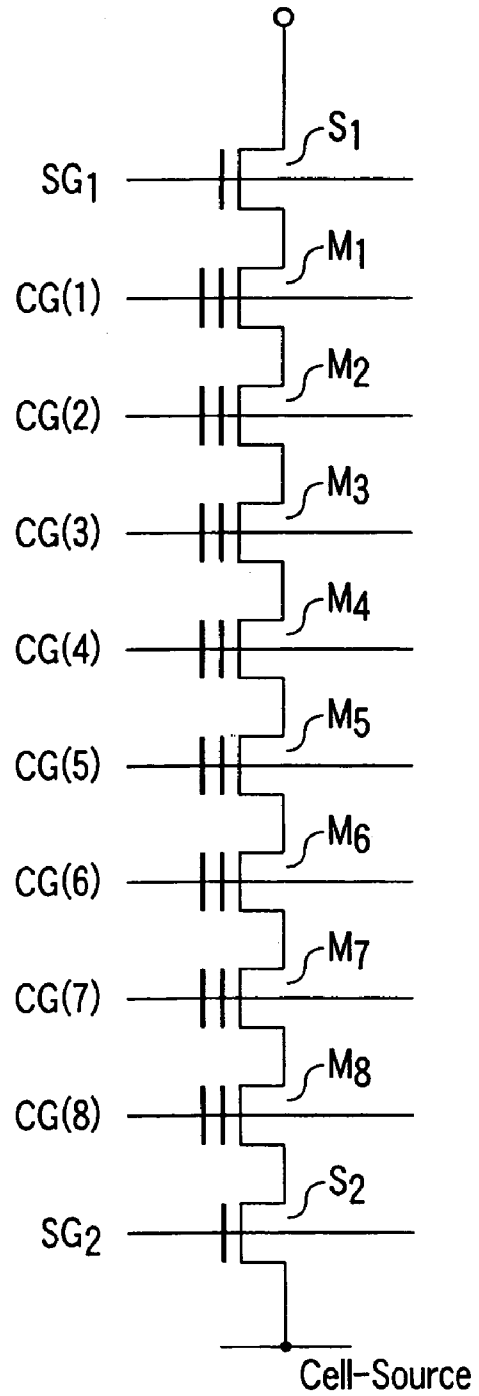 S1
SG1
M1
CG(1)
M2
CG(2)
M3
CG(3)
M4
CG(4)
M5
CG(5)
M6
CG(6)
M7
CG(7)
M8
CG(8)
S2
SG2
Cell-Source